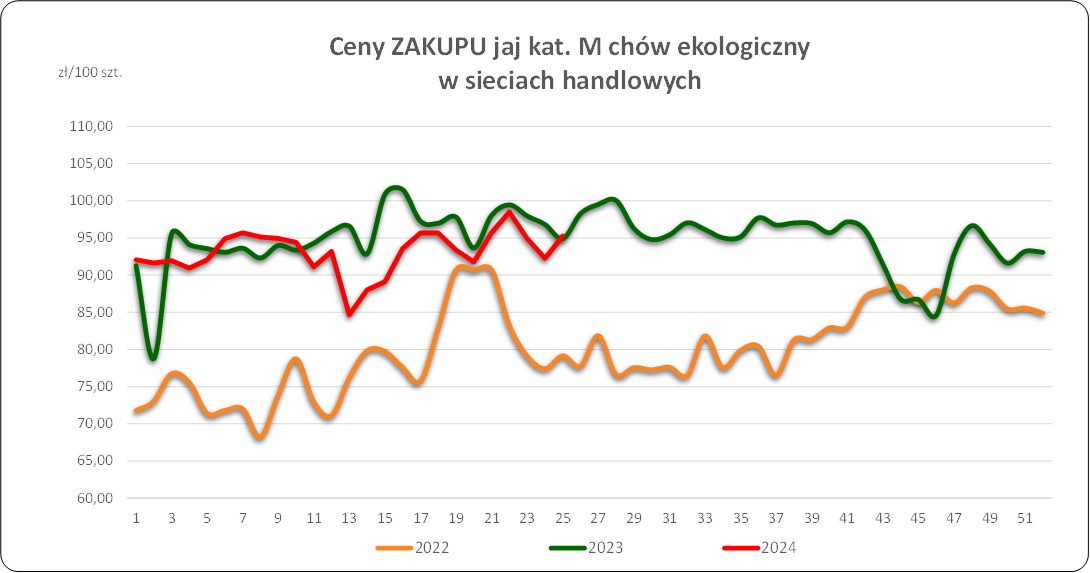 Ceny ZAKUPU jaj kat. M chów ekologiczny
w sieciach handlowych
zł/100 szt.
110,00
105,00
100,00
95,00
90,00
85,00
80,00
75,00
70,00
65,00
60,00
1 3 5 7 9 11 13 15 17 19 21 23 25 27 29 31 33 35 37 39 41 43 45 47 49 51
2022 2023 2024